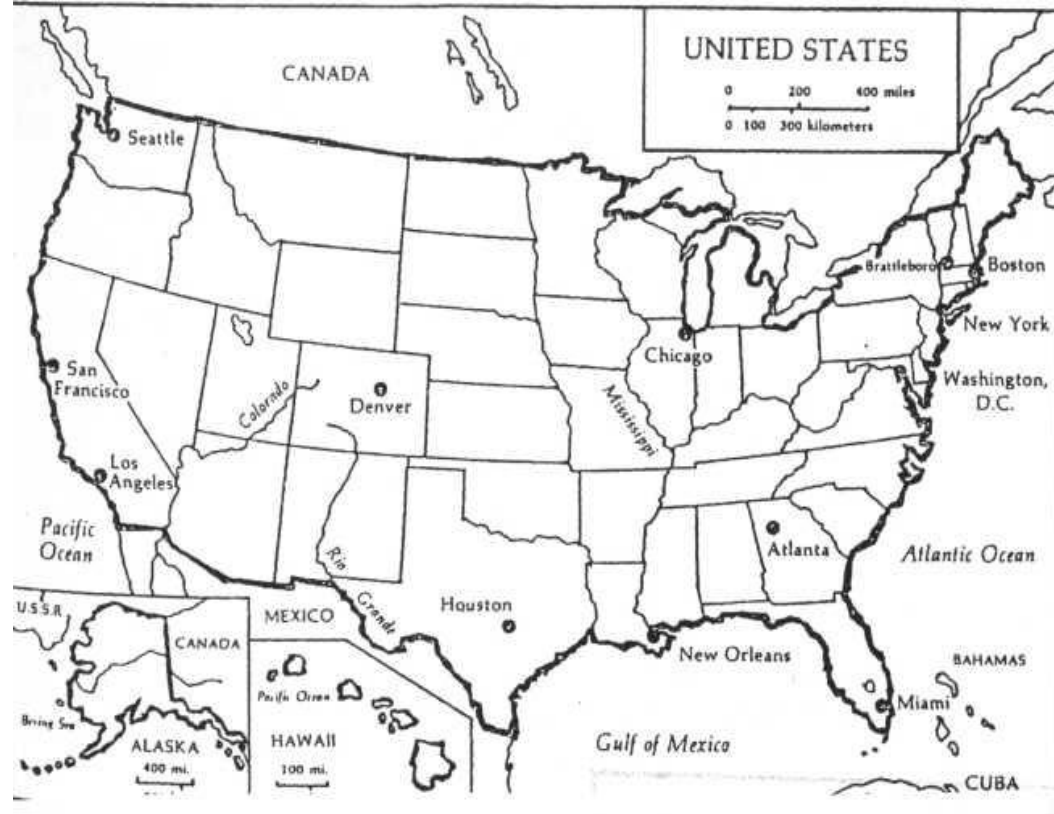 UNITED STATES
0 200 400 miles
0 100 300 kilometers
CANADA
Seattle
Brattleboro
Boston
New York
Chicago
San
Francisco
Washington,
D.C.
Denver
Colorado
Mississippi
Los
Angeles
Pacific
Ocean
Atlanta
Atlantic Ocean
Rio
Grande
U.S.S.R.
MEXICO
Houston
CANADA
New Orleans
BAHAMAS
Pacific Ocean
Miami
Bering Sea
ALASKA
400 mi.
HAWAII
100 mi.
Gulf of Mexico
CUBA